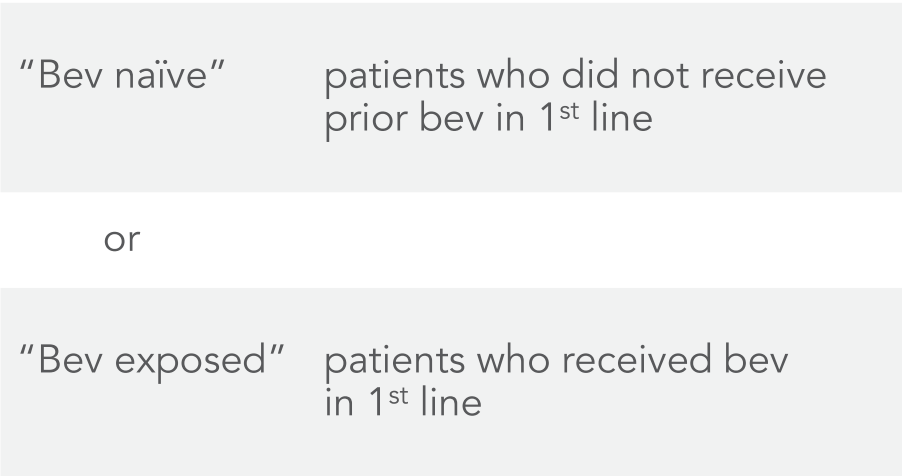 “Bev naïve” patients who did not receive
prior bev in 1st line
or
“Bev exposed” patients who received bev
in 1st line